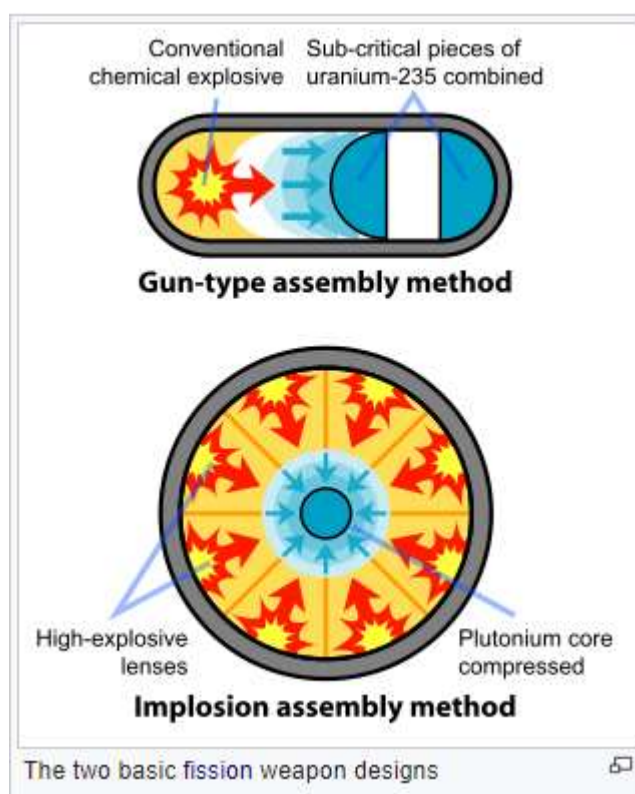 Conventional
chemical explosive
Sub-critical pieces of
uranium-235 combined
Gun-type assembly method
High-explosive
lenses
Plutonium core
compressed
Implosion assembly method
The two basic fission weapon designs